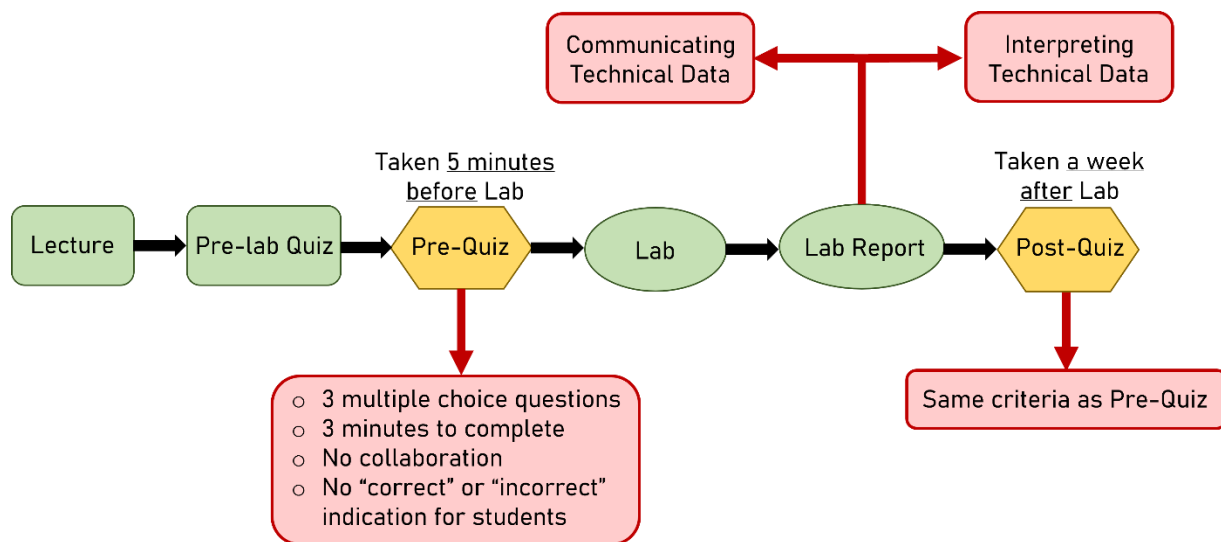 Communicating
Technical Data
Interpreting
Technical Data
Taken 5 minutes
before Lab
Taken a week
after Lab
Lecture
Pre-lab Quiz
Pre-Quiz
Lab
Lab Report
Post-Quiz
○ 3 multiple choice questions
○ 3 minutes to complete
○ No collaboration
○ No “correct” or “incorrect”
indication for students
Same criteria as Pre-Quiz